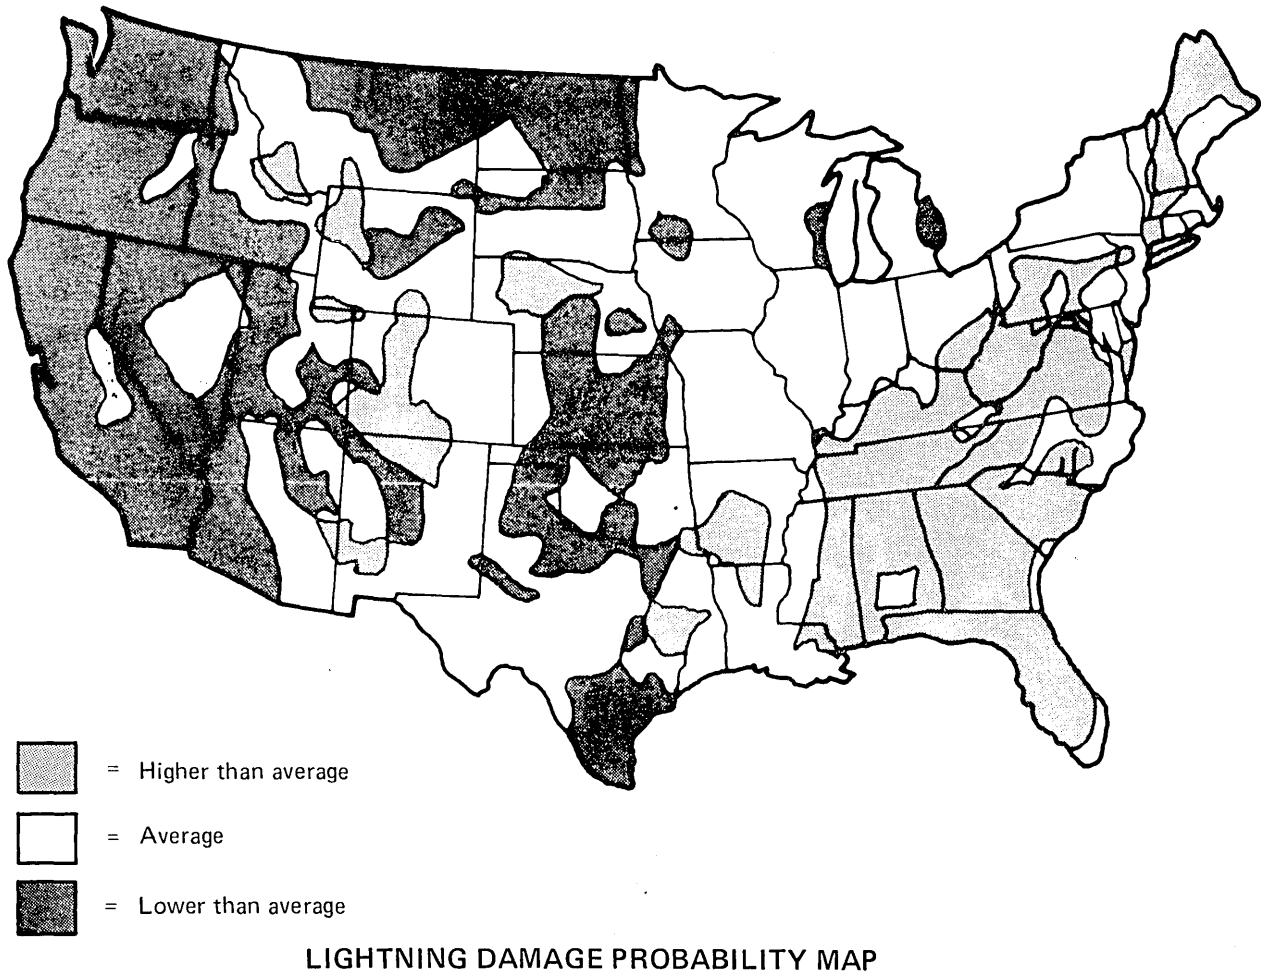 = Higher than average
= Average
= Lower than average
LIGHTNING DAMAGE PROBABILITY MAP